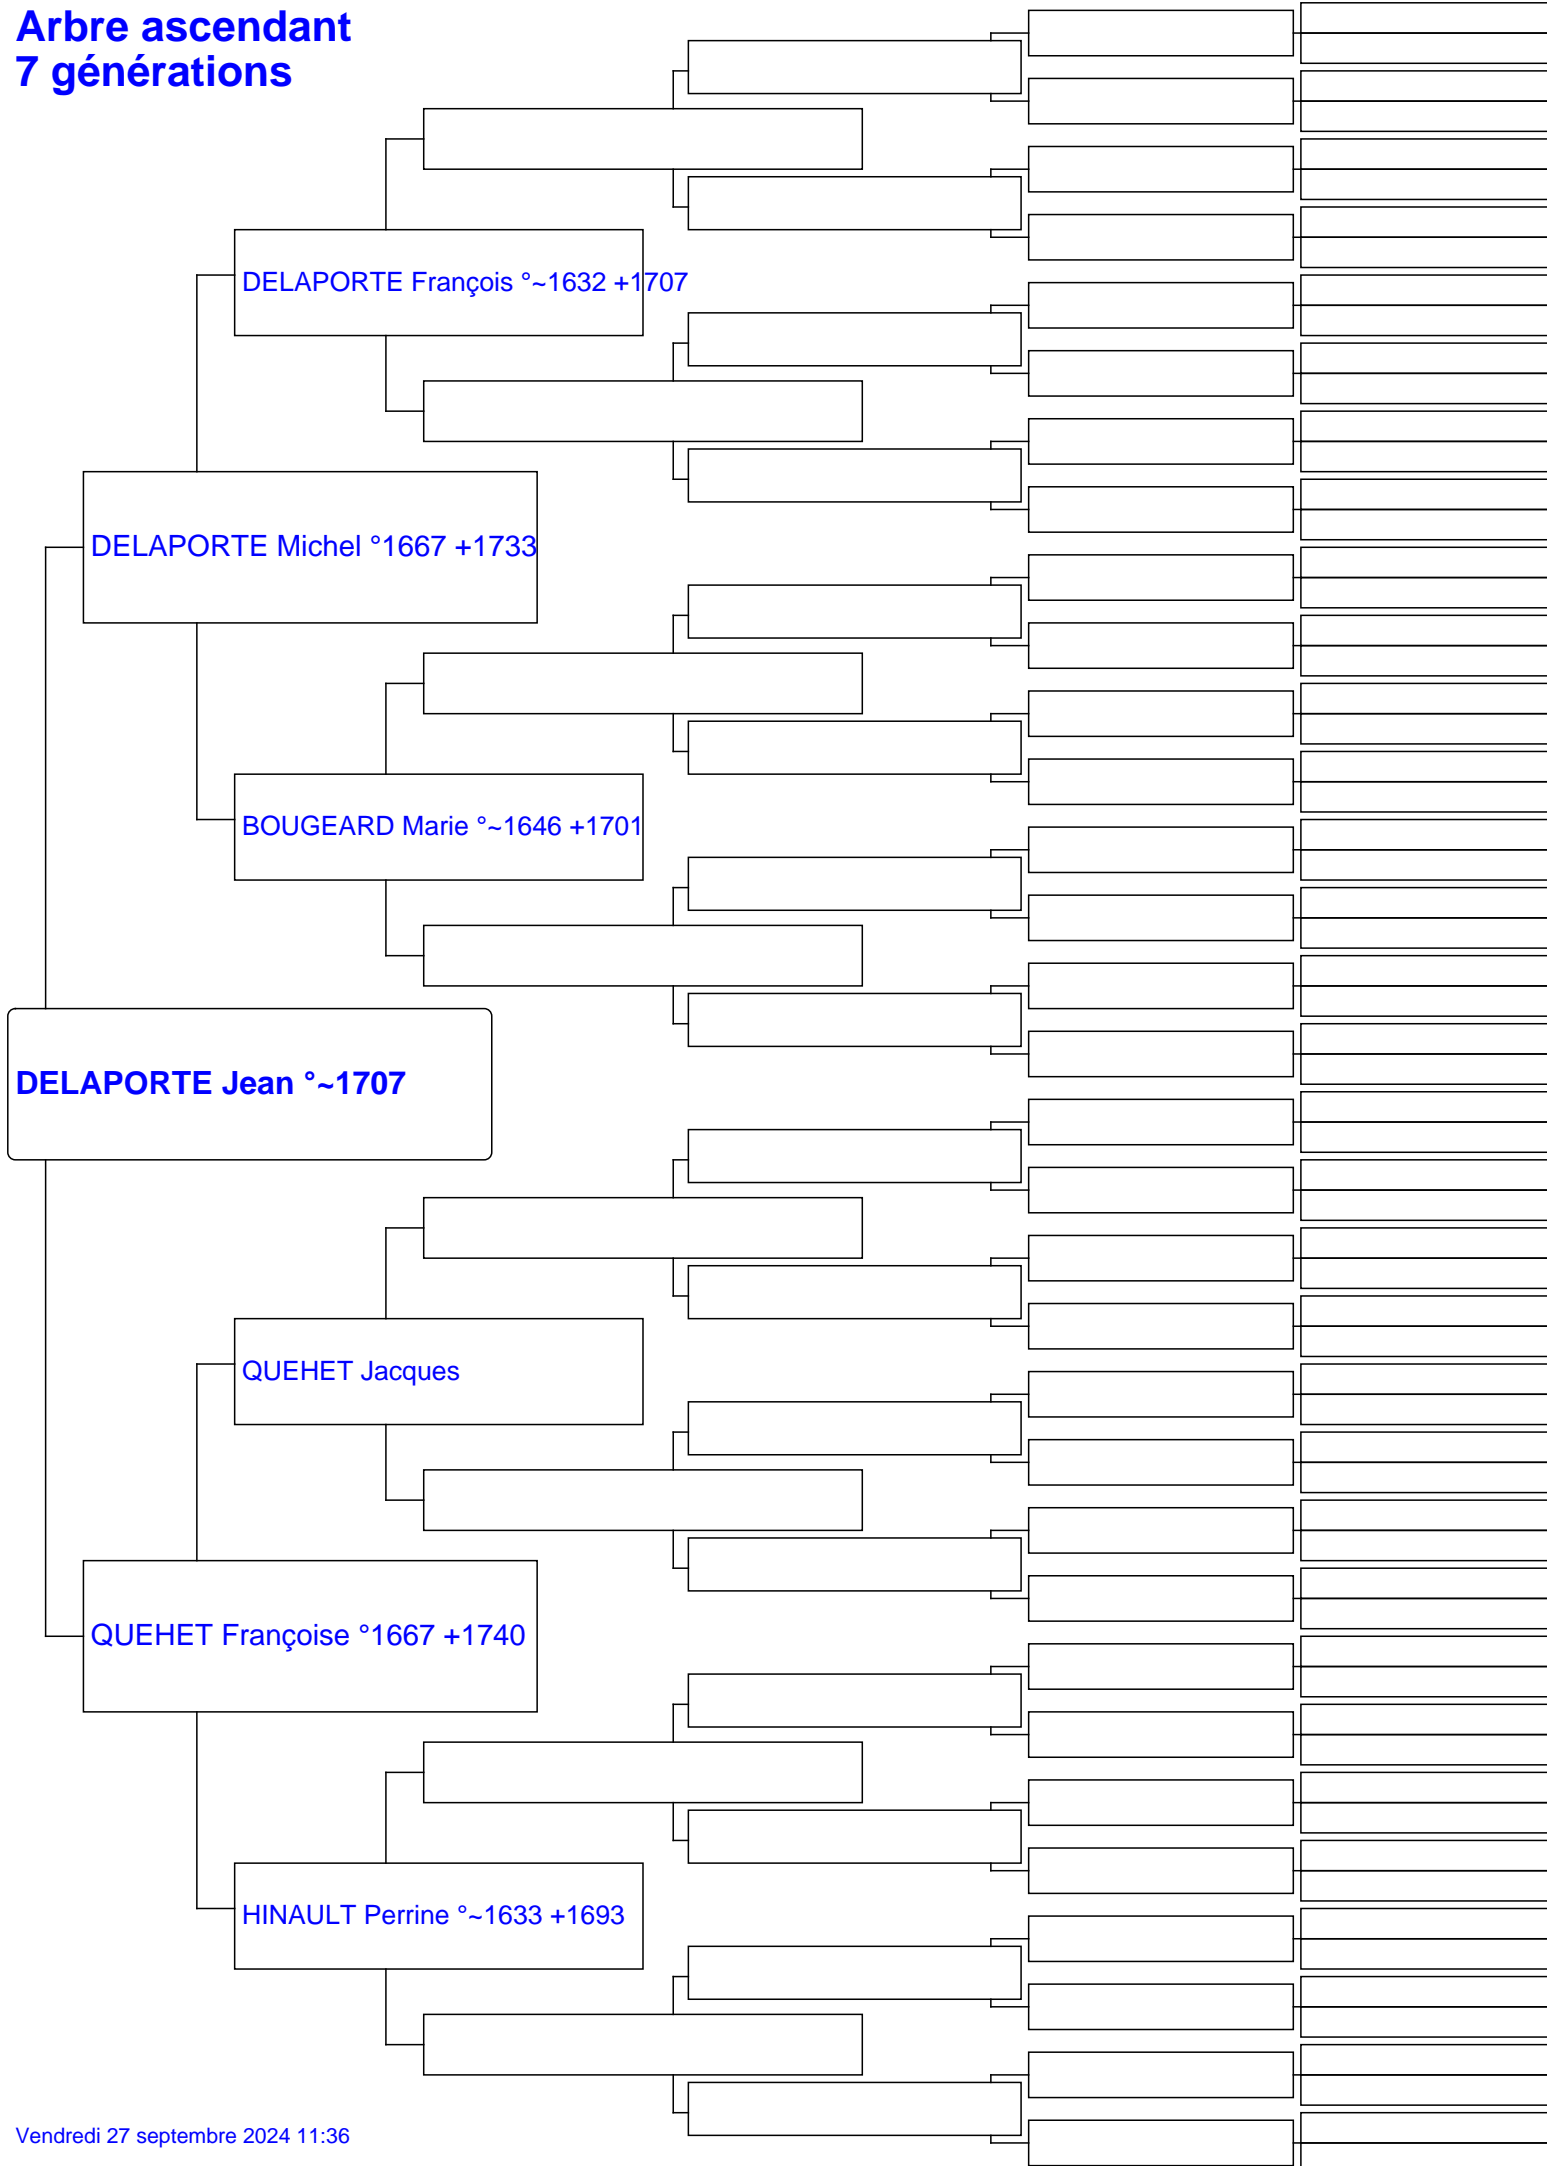 Arbre ascendant
7 générations
DELAPORTE François °~1632 +1707
DELAPORTE Michel °1667 +1733
BOUGEARD Marie °~1646 +1701
DELAPORTE Jean °~1707
QUEHET Jacques
QUEHET Françoise °1667 +1740
HINAULT Perrine °~1633 +1693
Vendredi 27 septembre 2024 11:36